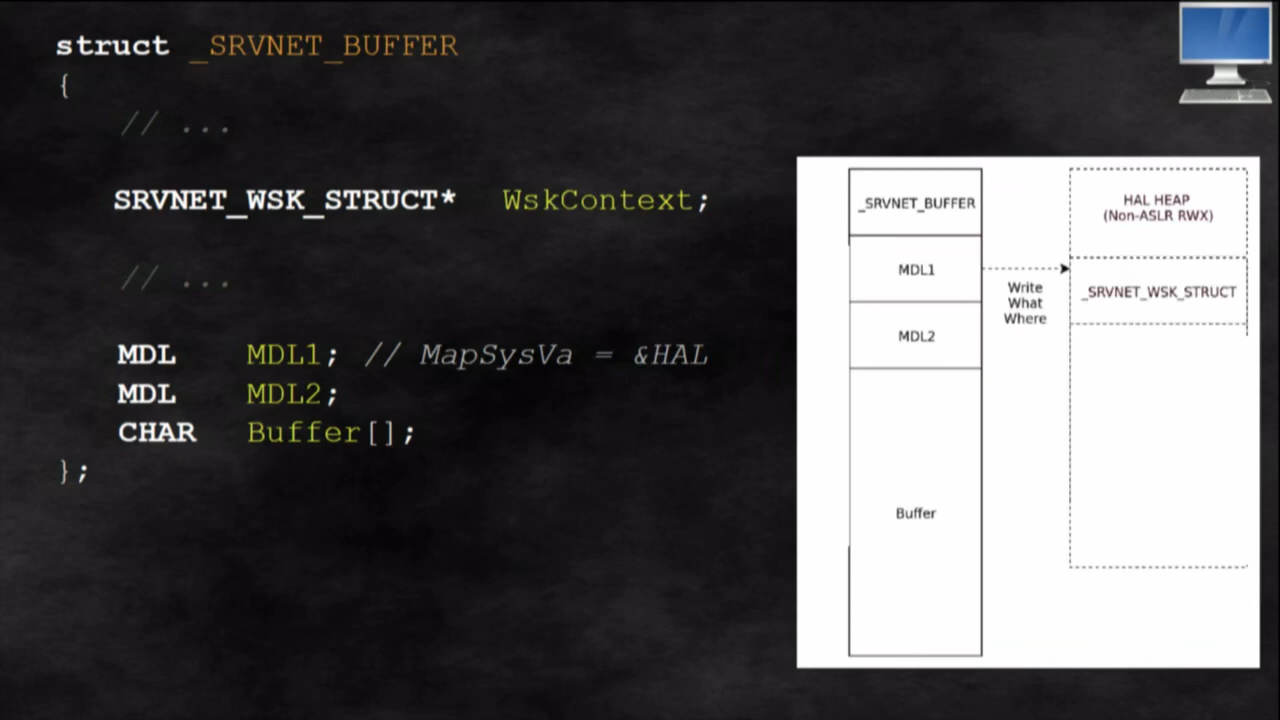 struct _SRVNET_BUFFER
{
// ...
SRVNET_WSK_STRUCT* WskContext;
// ...
MDL MDL1; // MapSysVa = &HAL
MDL MDL2;
CHAR Buffer[];
};
_SRVNET_BUFFER
MDL1
MDL2
Buffer
Write
What
Where
HAL HEAP
(Non-ASLR RWX)
_SRVNET_WSK_STRUCT